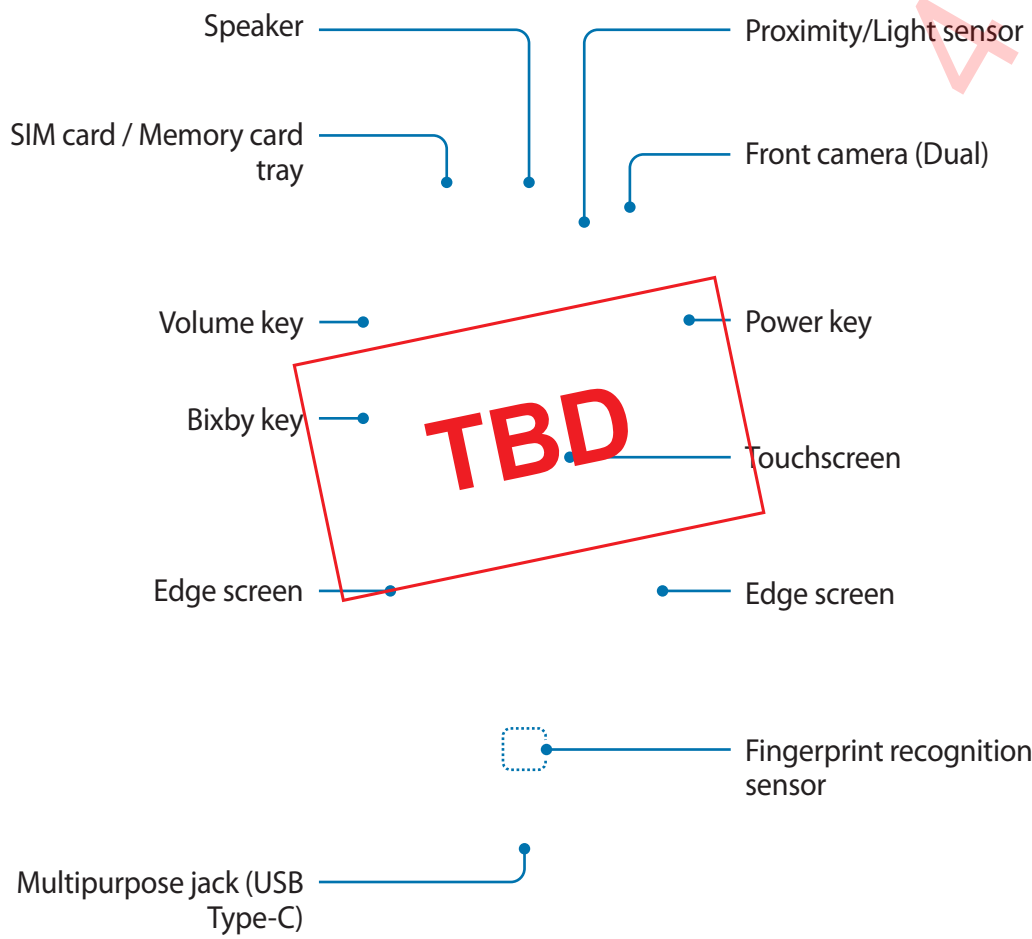 Speaker
Proximity/Light sensor
SIM card / Memory card
tray
Front camera (Dual)
Volume key
Power key
Bixby key
TBD
Touchscreen
Edge screen
Edge screen
Fingerprint recognition
sensor
Multipurpose jack (USB
Type-C)
4